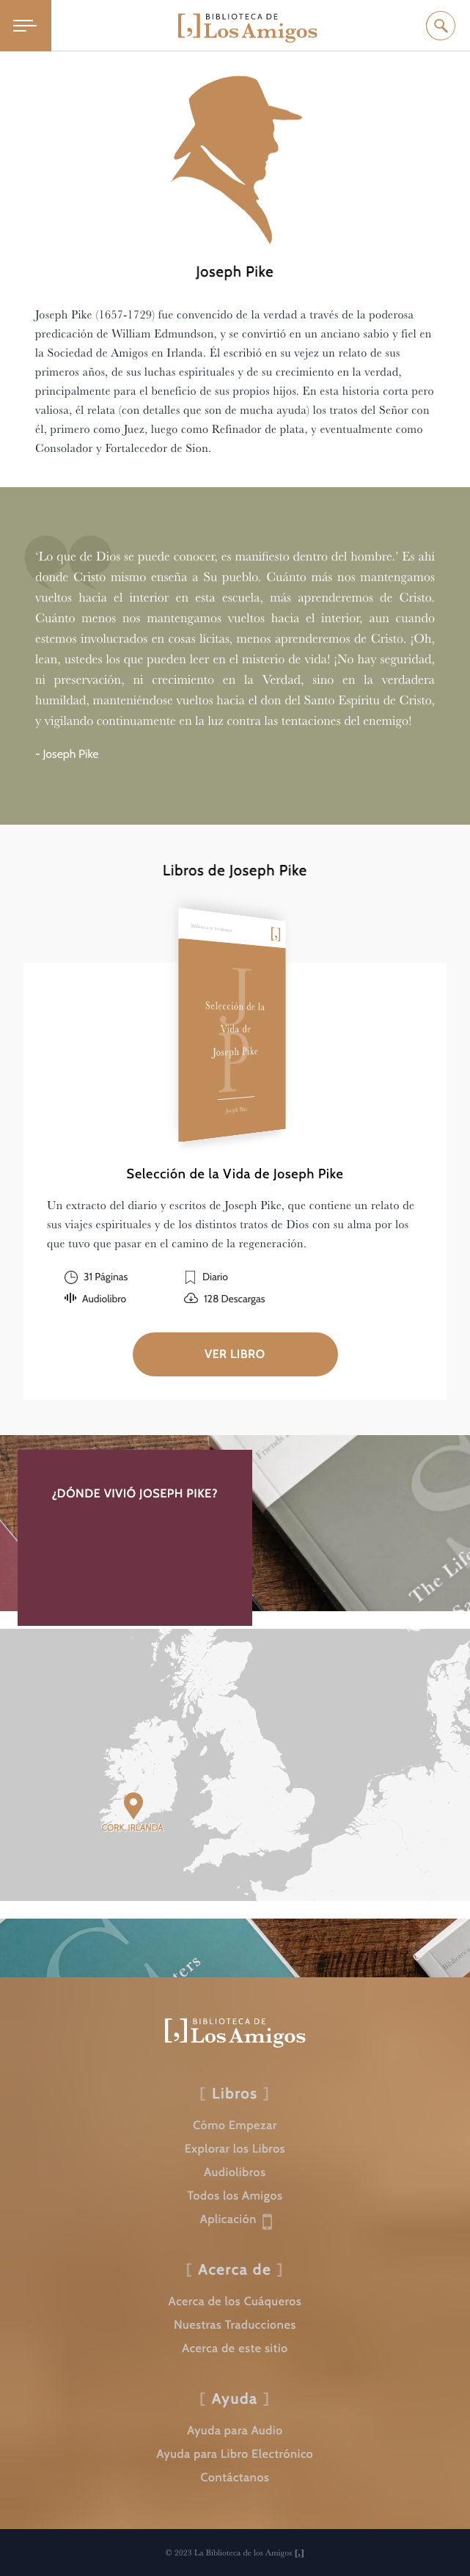 BIBLIOTECA DE
[,] Los Amigos
Joseph Pike
Joseph Pike (1657-1729) fue convencido de la verdad a través de la poderosa
predicación de William Edmundson, y se convirtió en un anciano sabio y fiel en
la Sociedad de Amigos en Irlanda. Él escribió en su vejez un relato de sus
primeros años, de sus luchas espirituales y de su crecimiento en la verdad,
principalmente para el beneficio de sus propios hijos. En esta historia corta pero
valiosa, él relata (con detalles que son de mucha ayuda) los tratos del Señor con
él, primero como Juez, luego como Refinador de plata, y eventualmente como
Consolador y Fortalecedor de Sion.
‘Lo que de Dios se puede conocer, es manifiesto dentro del hombre.’ Es ahí
donde Cristo mismo enseña a Su pueblo. Cuánto más nos mantengamos
vueltos hacia el interior en esta escuela, más aprenderemos de Cristo.
Cuánto menos nos mantengamos vueltos hacia el interior, aun cuando
estemos involucrados en cosas lícitas, menos aprenderemos de Cristo. ¡Oh,
lean, ustedes los que pueden leer en el misterio de vida! ¡No hay seguridad,
ni preservación, ni crecimiento en la Verdad, sino en la verdadera
humildad, manteniéndose vueltos hacia el don del Santo Espíritu de Cristo,
y vigilando continuamente en la luz contra las tentaciones del enemigo!
- Joseph Pike
Libros de Joseph Pike
Biblioteca de los Amigos
[,]
J
P
Selección de la
Vida de
Joseph Pike
Joseph Pike
Selección de la Vida de Joseph Pike
Un extracto del diario y escritos de Joseph Pike, que contiene un relato de
sus viajes espirituales y de los distintos tratos de Dios con su alma por los
que tuvo que pasar en el camino de la regeneración.
31 Páginas
Diario
Audiolibro
128 Descargas
VER LIBRO
¿DÓNDE VIVIÓ JOSEPH PIKE?
Friends
The Life
CORK, IRLANDA
BIBLIOTECA DE
[,] Los Amigos
[ Libros ]
Cómo Empezar
Explorar los Libros
Audiolibros
Todos los Amigos
Aplicación
[ Acerca de ]
Acerca de los Cuáqueros
Nuestras Traducciones
Acerca de este sitio
[ Ayuda ]
Ayuda para Audio
Ayuda para Libro Electrónico
Contáctanos
© 2023 La Biblioteca de los Amigos [,]